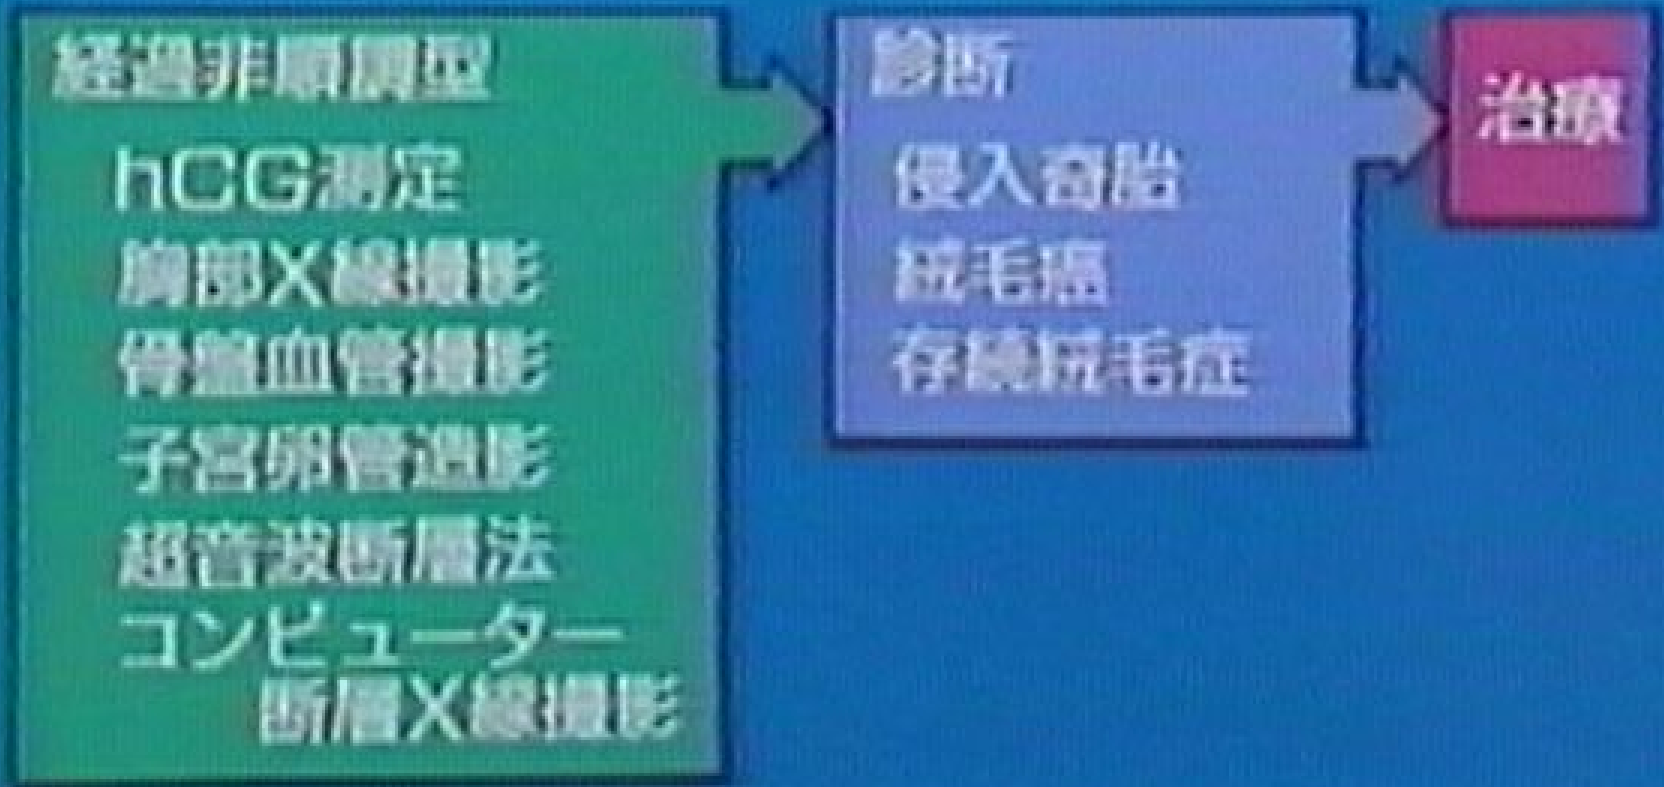 経過非順調型
hCG測定
胸部X線撮影
骨盤血管撮影
子宮卵管造影
超音波断層法
コンピューター
断層X線撮影
診断
侵入奇胎
絨毛癌
存続絨毛症
治療